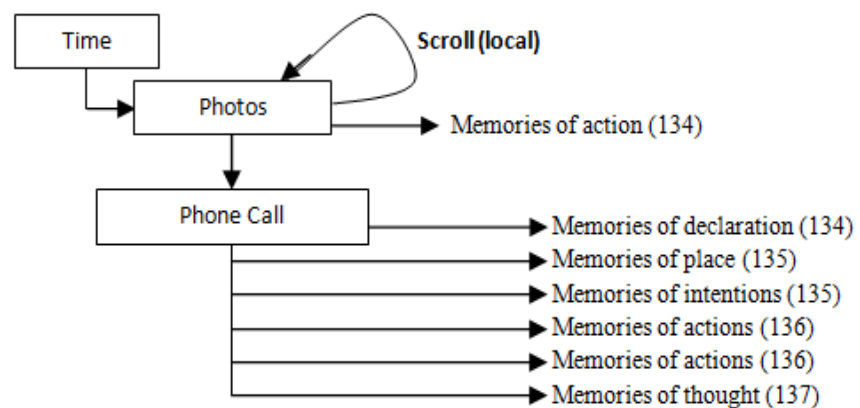 Time
Scroll (local)
Photos
Memories of action (134)
Phone Call
Memories of declaration (134)
Memories of place (135)
Memories of intentions (135)
Memories of actions (136)
Memories of actions (136)
Memories of thought (137)